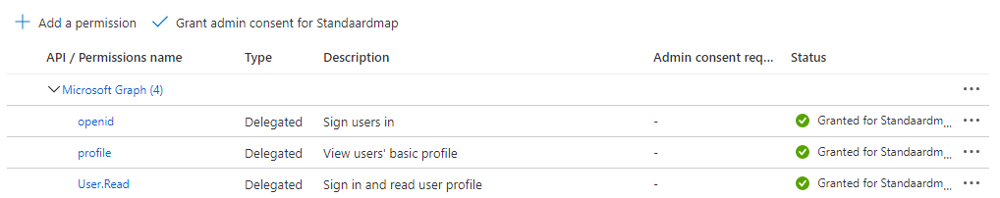 Add a permission Grant admin consent for Standaardmap
API / Permissions name Type Description Admin consent req... Status
Microsoft Graph (4)
openid Delegated Sign users in - Granted for Standaardm...
profile Delegated View users' basic profile - Granted for Standaardm...
User.Read Delegated Sign in and read user profile - Granted for Standaardm...